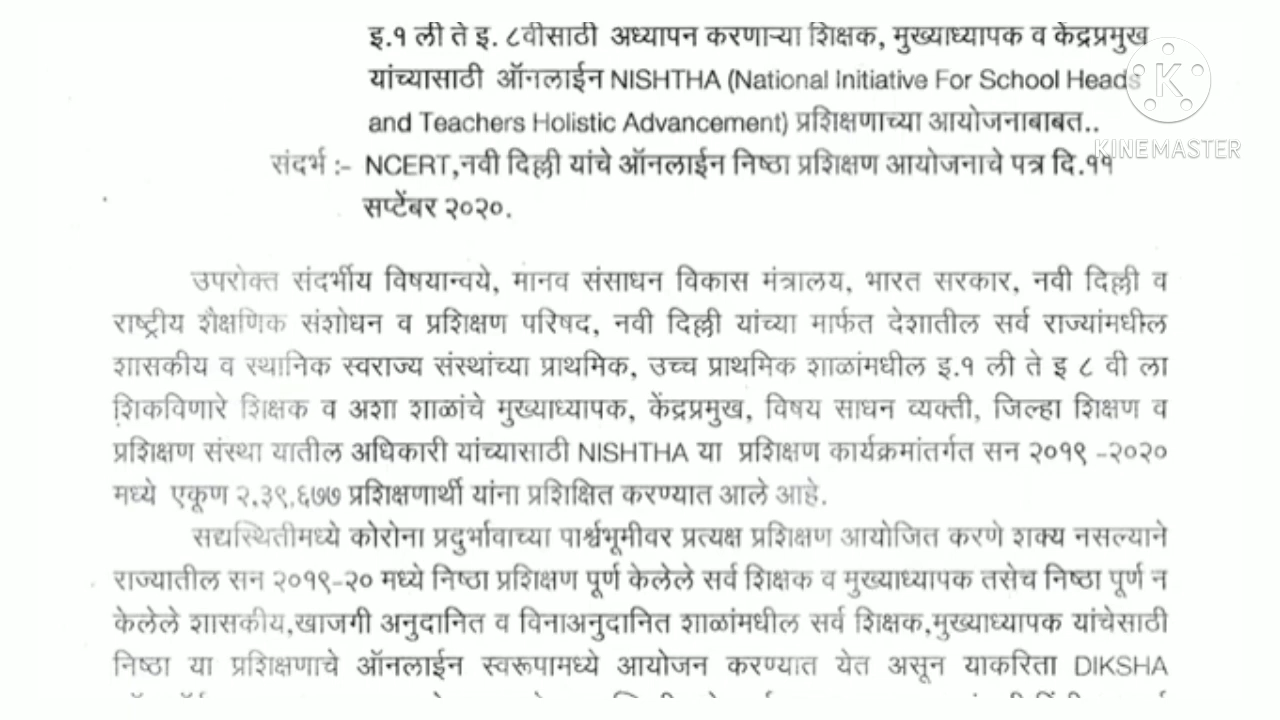 इ.१ ली ते इ. ८वीसाठी अध्यापन करणाऱ्या शिक्षक, मुख्याध्यापक व केंद्रप्रमुख
यांच्यासाठी ऑनलाईन NISHTHA (National Initiative For School Heads
and Teachers Holistic Advancement) प्रशिक्षणाच्या आयोजनाबाबत..
KINEMASTER
संदर्भ :- NCERT,नवी दिल्ली यांचे ऑनलाईन निष्ठा प्रशिक्षण आयोजनाचे पत्र दि.११
सप्टेंबर २०२०.
उपरोक्त संदर्भीय विषयान्वये, मानव संसाधन विकास मंत्रालय, भारत सरकार, नवी दिल्ली व
राष्ट्रीय शैक्षणिक संशोधन व प्रशिक्षण परिषद, नवी दिल्ली यांच्या मार्फत देशातील सर्व राज्यांमधील
शासकीय व स्थानिक स्वराज्य संस्थांच्या प्राथमिक, उच्च प्राथमिक शाळांमधील इ.१ ली ते इ ८ वी ला
शिकविणारे शिक्षक व अशा शाळांचे मुख्याध्यापक, केंद्रप्रमुख, विषय साधन व्यक्ती, जिल्हा शिक्षण व
प्रशिक्षण संस्था यातील अधिकारी यांच्यासाठी NISHTHA या प्रशिक्षण कार्यक्रमांतर्गत सन २०१९ -२०२०
मध्ये एकूण २,३९,६७७ प्रशिक्षणार्थी यांना प्रशिक्षित करण्यात आले आहे.
सद्यस्थितीमध्ये कोरोना प्रदुर्भावाच्या पार्श्वभूमीवर प्रत्यक्ष प्रशिक्षण आयोजित करणे शक्य नसल्याने
राज्यातील सन २०१९-२० मध्ये निष्ठा प्रशिक्षण पूर्ण केलेले सर्व शिक्षक व मुख्याध्यापक तसेच निष्ठा पूर्ण न
केलेले शासकीय,खाजगी अनुदानित व विनाअनुदानित शाळांमधील सर्व शिक्षक,मुख्याध्यापक यांचेसाठी
निष्ठा या प्रशिक्षणाचे ऑनलाईन स्वरूपामध्ये आयोजन करण्यात येत असून याकरिता DIKSHA